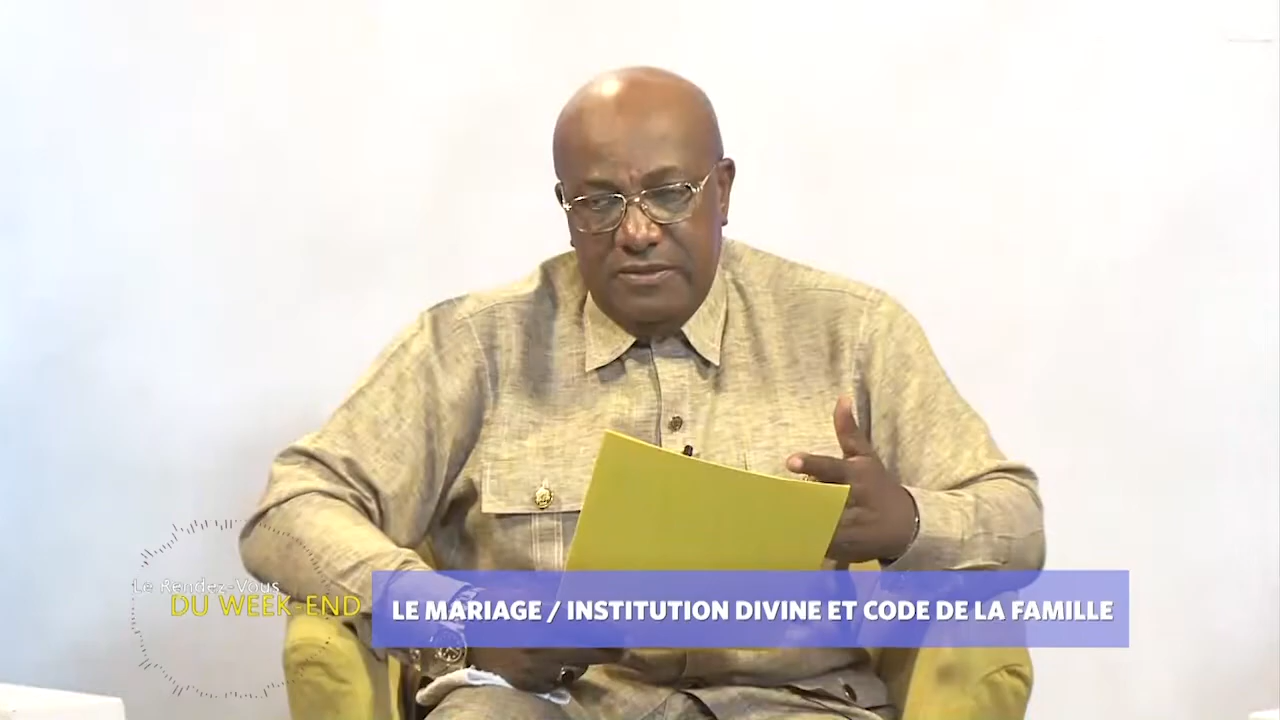 Le Rendez-Vous
DU WEEK-END
LE MARIAGE / INSTITUTION DIVINE ET CODE DE LA FAMILLE